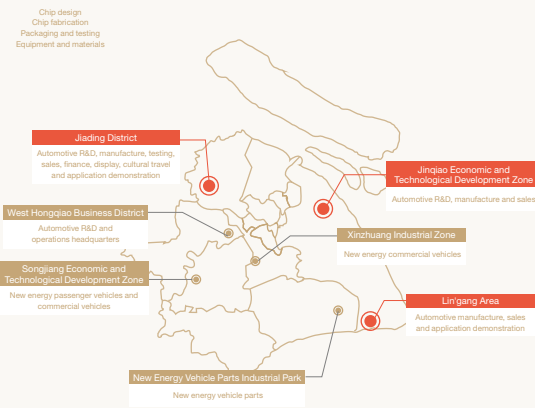 Chip design
Chip fabrication
Packaging and testing
Equipment and materials
Jiading District
Automotive R&D, manufacture, testing,
sales, finance, display, cultural travel
and application demonstration
Jinqiao Economic and
Technological Development Zone
Automotive R&D, manufacture and sales
West Hongqiao Business District
Automotive R&D and
operations headquarters
Xinzhuang Industrial Zone
New energy commercial vehicles
Songjiang Economic and
Technological Development Zone
New energy passenger vehicles and
commercial vehicles
Lin'gang Area
Automotive manufacture, sales
and application demonstration
New Energy Vehicle Parts Industrial Park
New energy vehicle parts